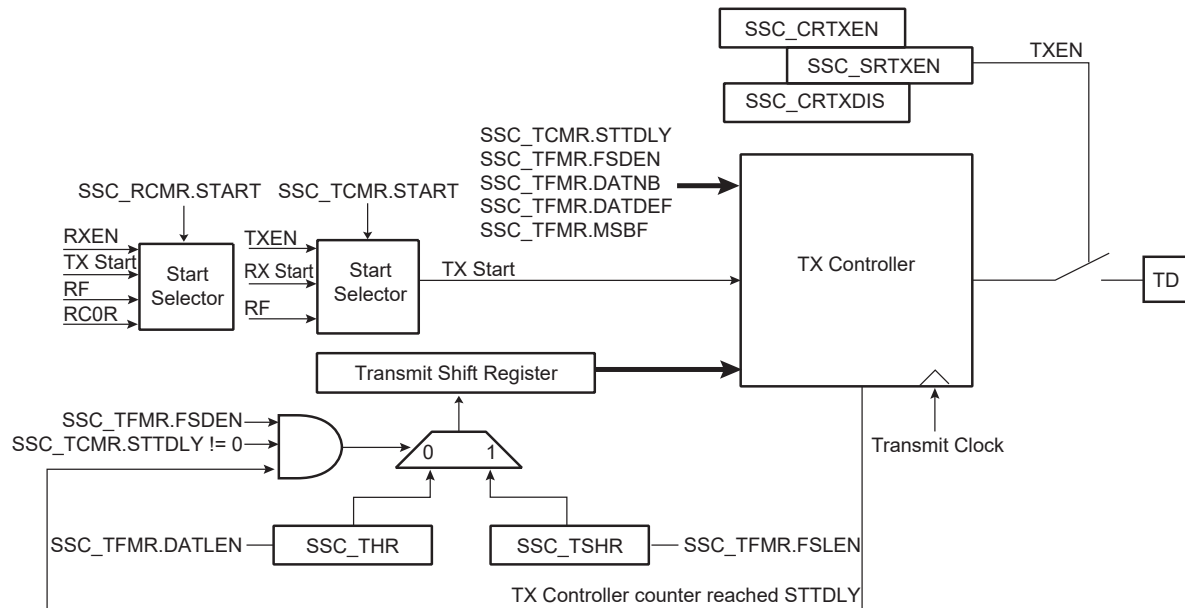 SSC_CRTXEN
SSC_SRTXEN
SSC_CRTXDIS
TXEN
SSC_TCMR.STTDLY
SSC_TFMR.FSDEN
SSC_TFMR.DATNB
SSC_TFMR.DATDEF
SSC_TFMR.MSBF
SSC_RCMR.START
SSC_TCMR.START
RXEN
TX Start
RF
RC0R
Start
Selector
TXEN
RX Start
RF
Start
Selector
TX Start
TX Controller
TD
Transmit Shift Register
Transmit Clock
SSC_TFMR.FSDEN
SSC_TCMR.STTDLY != 0
0 1
SSC_TFMR.DATLEN
SSC_THR
SSC_TSHR
SSC_TFMR.FSLEN
TX Controller counter reached STTDLY